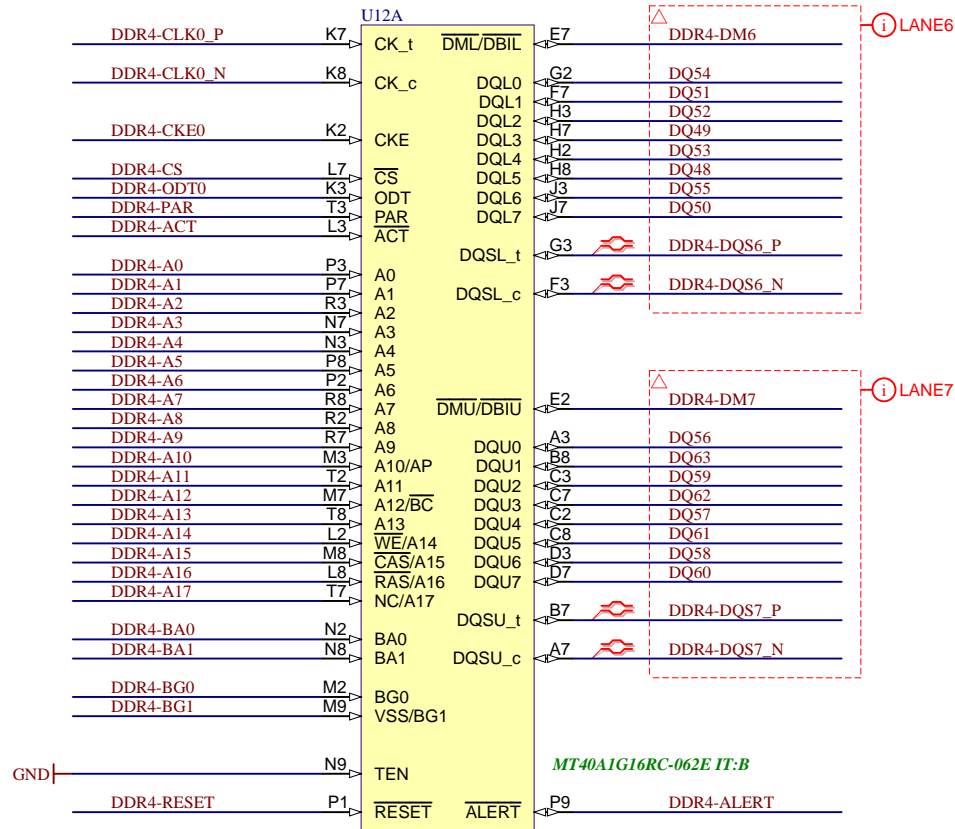 U12A
DDR4-CLK0_P K7 CK_t DML/DBIL E7 DDR4-DM6 i LANE6
DDR4-CLK0_N K8 CK_c DQL0 G2 DQ54
DQL1 F7 DQ51
DQL2 H3 DQ52
DDR4-CKE0 K2 CKE DQL3 H7 DQ49
DQL4 H2 DQ53
DDR4-CS L7 CS DQL5 H8 DQ48
DDR4-ODT0 K3 ODT DQL6 J3 DQ55
DDR4-PAR T3 PAR DQL7 J7 DQ50
DDR4-ACT L3 ACT
DQSL_t G3 DDR4-DQS6_P
DDR4-A0 P3 A0
DDR4-A1 P7 A1 DQSL_c F3 DDR4-DQS6_N
DDR4-A2 R3 A2
DDR4-A3 N7 A3
DDR4-A4 N3 A4
DDR4-A5 P8 A5
DDR4-A6 P2 A6
DDR4-A7 R8 A7 DMU/DBIU E2 DDR4-DM7 i LANE7
DDR4-A8 R2 A8
DDR4-A9 R7 A9 DQU0 A3 DQ56
DDR4-A10 M3 A10/AP DQU1 B8 DQ63
DDR4-A11 T2 A11 DQU2 C3 DQ59
DDR4-A12 M7 A12/BC DQU3 C7 DQ62
DDR4-A13 T8 A13 DQU4 C2 DQ57
DDR4-A14 L2 WE/A14 DQU5 C8 DQ61
DDR4-A15 M8 CAS/A15 DQU6 D3 DQ58
DDR4-A16 L8 RAS/A16 DQU7 D7 DQ60
DDR4-A17 T7 NC/A17
DQSU_t B7 DDR4-DQS7_P
DDR4-BA0 N2 BA0
DDR4-BA1 N8 BA1 DQSU_c A7 DDR4-DQS7_N
DDR4-BG0 M2 BG0
DDR4-BG1 M9 VSS/BG1
GND N9 TEN MT40A1G16RC-062E IT:B
DDR4-RESET P1 RESET ALERT P9 DDR4-ALERT